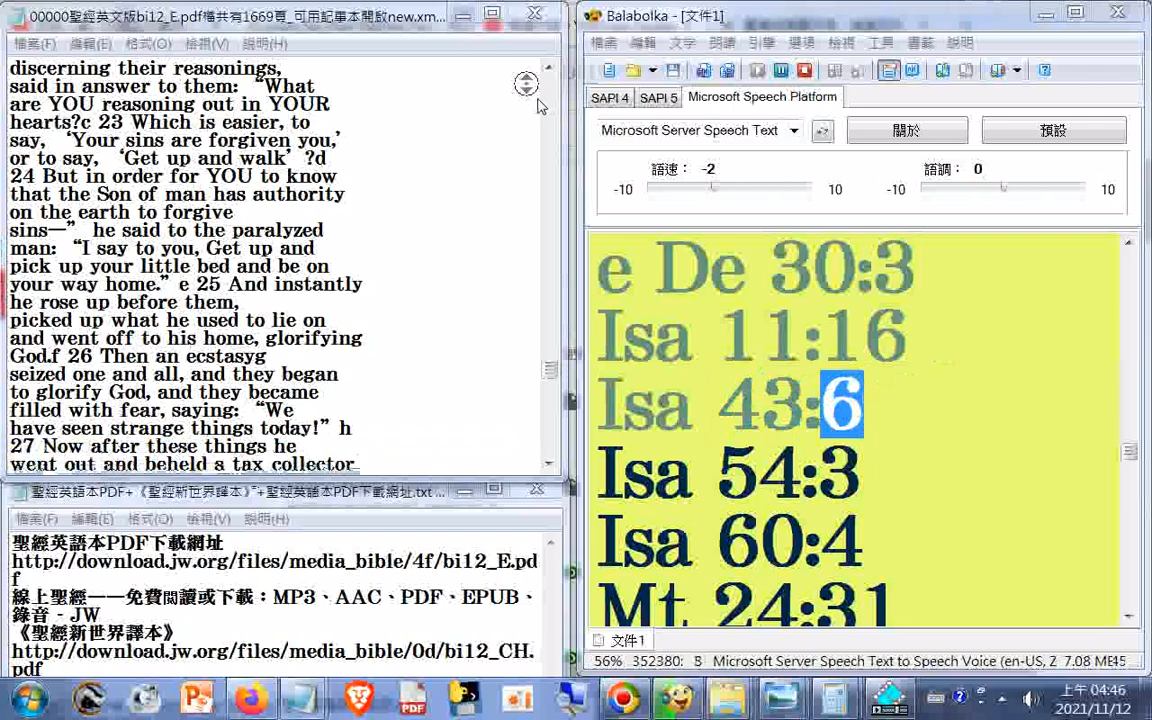 00000聖經英文版bi12_E.pdf檔共有1669頁_可用記事本開啟new.xm...
檔案(F) 編輯(E) 格式(O) 檢視(V) 說明(H)
discerning their reasonings,
said in answer to them: “What
are YOU reasoning out in YOUR
hearts?c 23 Which is easier, to
say, ‘Your sins are forgiven you,’
or to say, ‘Get up and walk’?d
24 But in order for YOU to know
that the Son of man has authority
on the earth to forgive
sins—” he said to the paralyzed
man: “I say to you, Get up and
pick up your little bed and be on
your way home.” e 25 And instantly
he rose up before them,
picked up what he used to lie on
and went off to his home, glorifying
God.f 26 Then an ecstasyg
seized one and all, and they began
to glorify God, and they became
filled with fear, saying: “We
have seen strange things today!” h
27 Now after these things he
went out and beheld a tax collector
聖經英語本PDF+《聖經新世界譯本》"+聖經英語本PDF下載網址.txt ...
檔案(F) 編輯(E) 格式(O) 檢視(V) 說明(H)
聖經英語本PDF下載網址
http://download.jw.org/files/media_bible/4f/bi12_E.pd
f
線上聖經——免費閱讀或下載：MP3、AAC、PDF、EPUB、
錄音 - JW
《聖經新世界譯本》
http://download.jw.org/files/media_bible/0d/bi12_CH.
pdf
Balabolka - [文件1]
檔案 編輯 文字 朗讀 引擎 選項 檢視 工具 書籤 說明
SAPI 4 SAPI 5 Microsoft Speech Platform
Microsoft Server Speech Text 關於 預設
語速： -2 語調： 0
-10 10 -10 10
e De 30:3
Isa 11:16
Isa 43:6
Isa 54:3
Isa 60:4
Mt 24:31
文件1
56% 352380: B Microsoft Server Speech Text to Speech Voice (en-US, Z 7.08 ME45
上午 04:46
2021/11/12